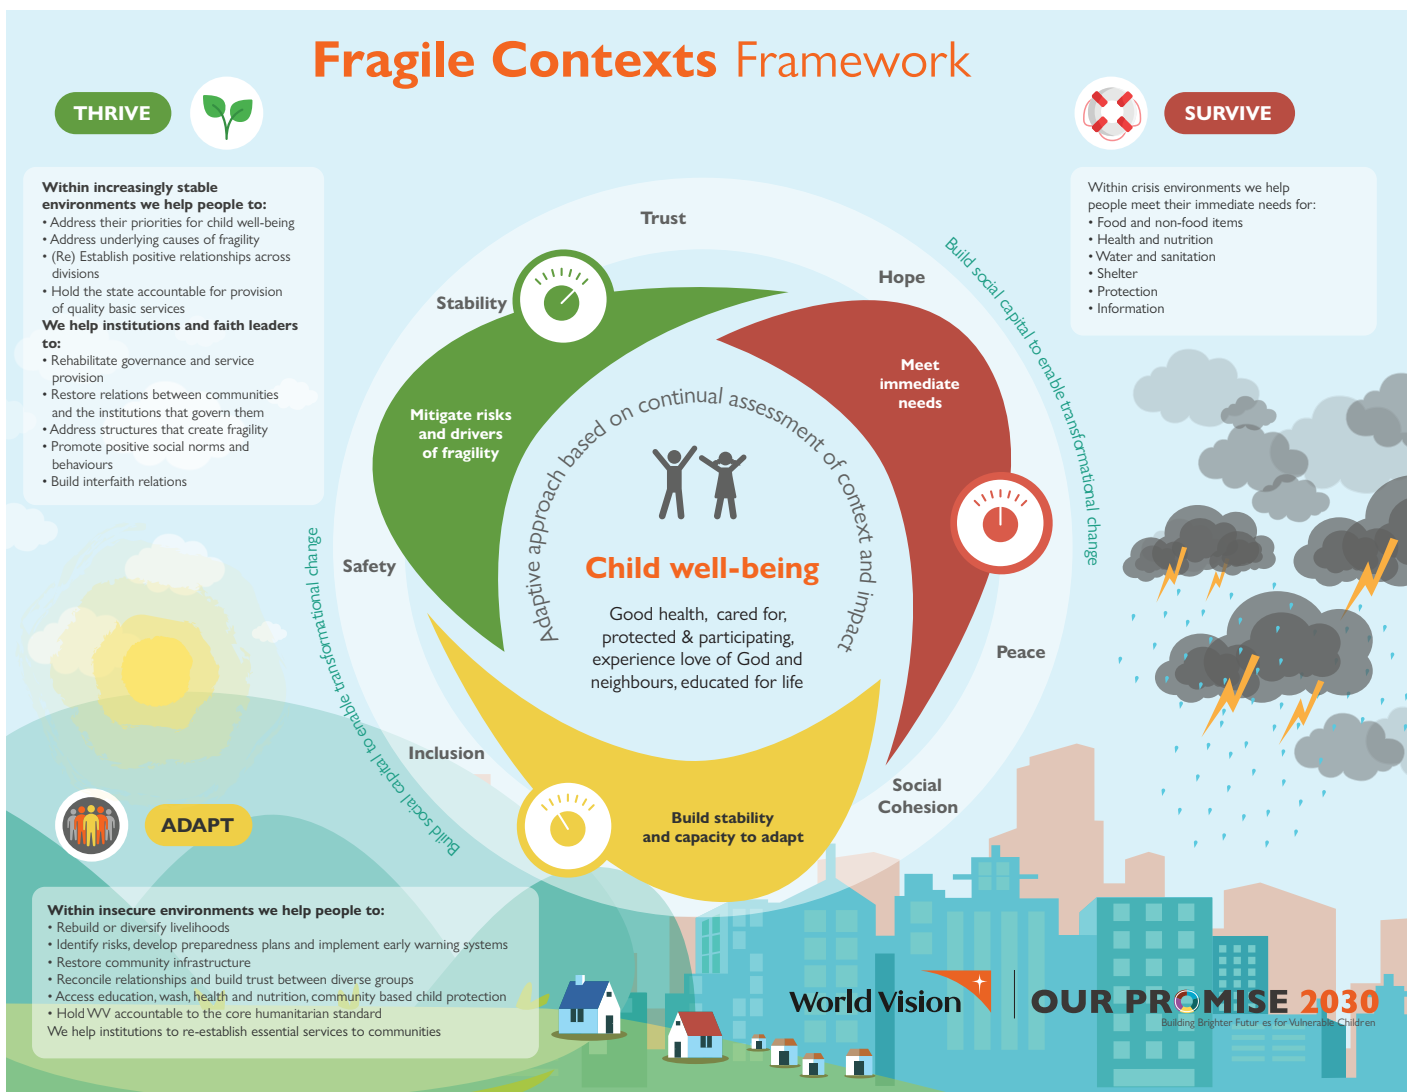 Fragile Contexts Framework
THRIVE
Within increasingly stable
environments we help people to:
• Address their priorities for child well-being
• Address underlying causes of fragility
• (Re) Establish positive relationships across
divisions
• Hold the state accountable for provision
of quality basic services
We help institutions and faith leaders
to:
• Rehabilitate governance and service
provision
• Restore relations between communities
and the institutions that govern them
• Address structures that create fragility
• Promote positive social norms and
behaviours
• Build interfaith relations
SURVIVE
Within crisis environments we help
people meet their immediate needs for:
• Food and non-food items
• Health and nutrition
• Water and sanitation
• Shelter
• Protection
• Information
Trust
Hope
Stability
Safety
Inclusion
Peace
Social
Cohesion
Build social capital to enable transformational change
Build social capital to enable transformational change
Meet
immediate
needs
Mitigate risks
and drivers
of fragility
Build stability
and capacity to adapt
Adaptive approach based on continual assessment of context and impact
Child well-being
Good health, cared for,
protected & participating,
experience love of God and
neighbours, educated for life
ADAPT
Within insecure environments we help people to:
• Rebuild or diversify livelihoods
• Identify risks, develop preparedness plans and implement early warning systems
• Restore community infrastructure
• Reconcile relationships and build trust between diverse groups
• Access education, wash, health and nutrition, community based child protection
• Hold WV accountable to the core humanitarian standard
We help institutions to re-establish essential services to communities
World Vision
OUR PROMISE 2030
Building Brighter Futur es for Vulnerable Children